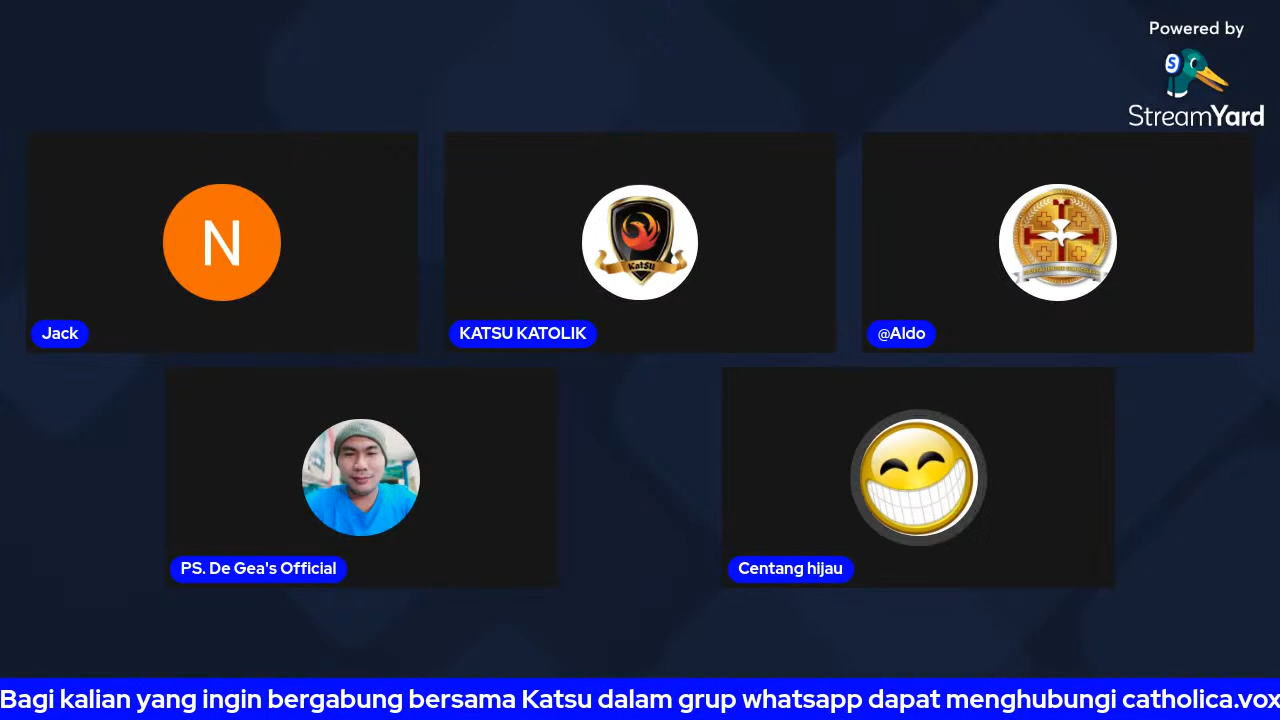 Powered by
S
StreamYard
N
KatSu
Jack
KATSU KATOLIK
@Aldo
PS. De Gea's Official
Centang hijau
Bagi kalian yang ingin bergabung bersama Katsu dalam grup whatsapp dapat menghubungi catholica.vox